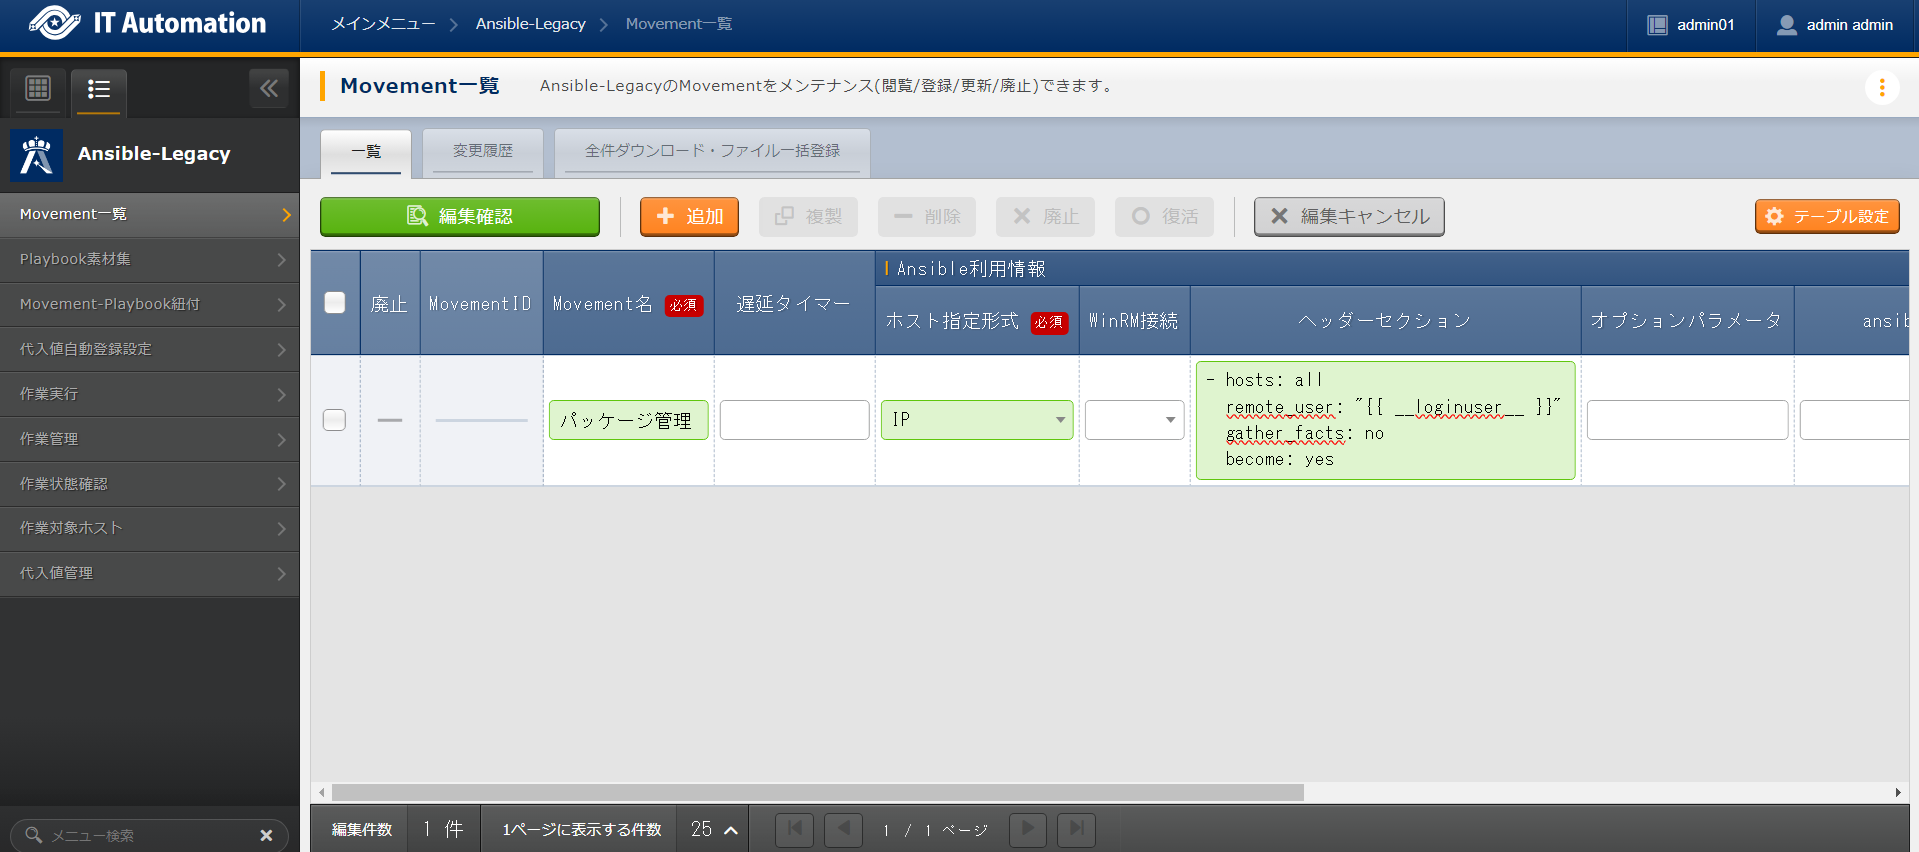 IT Automation
メインメニュー
Ansible-Legacy
Movement一覧
admin01
admin admin
Movement一覧
Ansible-LegacyのMovementをメンテナンス(閲覧/登録/更新/廃止)できます。
Ansible-Legacy
一覧
変更履歴
全件ダウンロード・ファイル一括登録
Movement一覧
Playbook素材集
Movement-Playbook紐付
代入値自動登録設定
作業実行
作業管理
作業状態確認
作業対象ホスト
代入値管理
メニュー検索
編集確認
追加
複製
削除
廃止
復活
編集キャンセル
テーブル設定
廃止
MovementID
Movement名 必須
遅延タイマー
Ansible利用情報
ホスト指定形式 必須
WinRM接続
ヘッダーセクション
オプションパラメータ
パッケージ管理
IP
- hosts: all
remote_user: "{{ __loginuser__ }}"
gather_facts: no
become: yes
編集件数
1 件
1ページに表示する件数
25
1 / 1 ページ